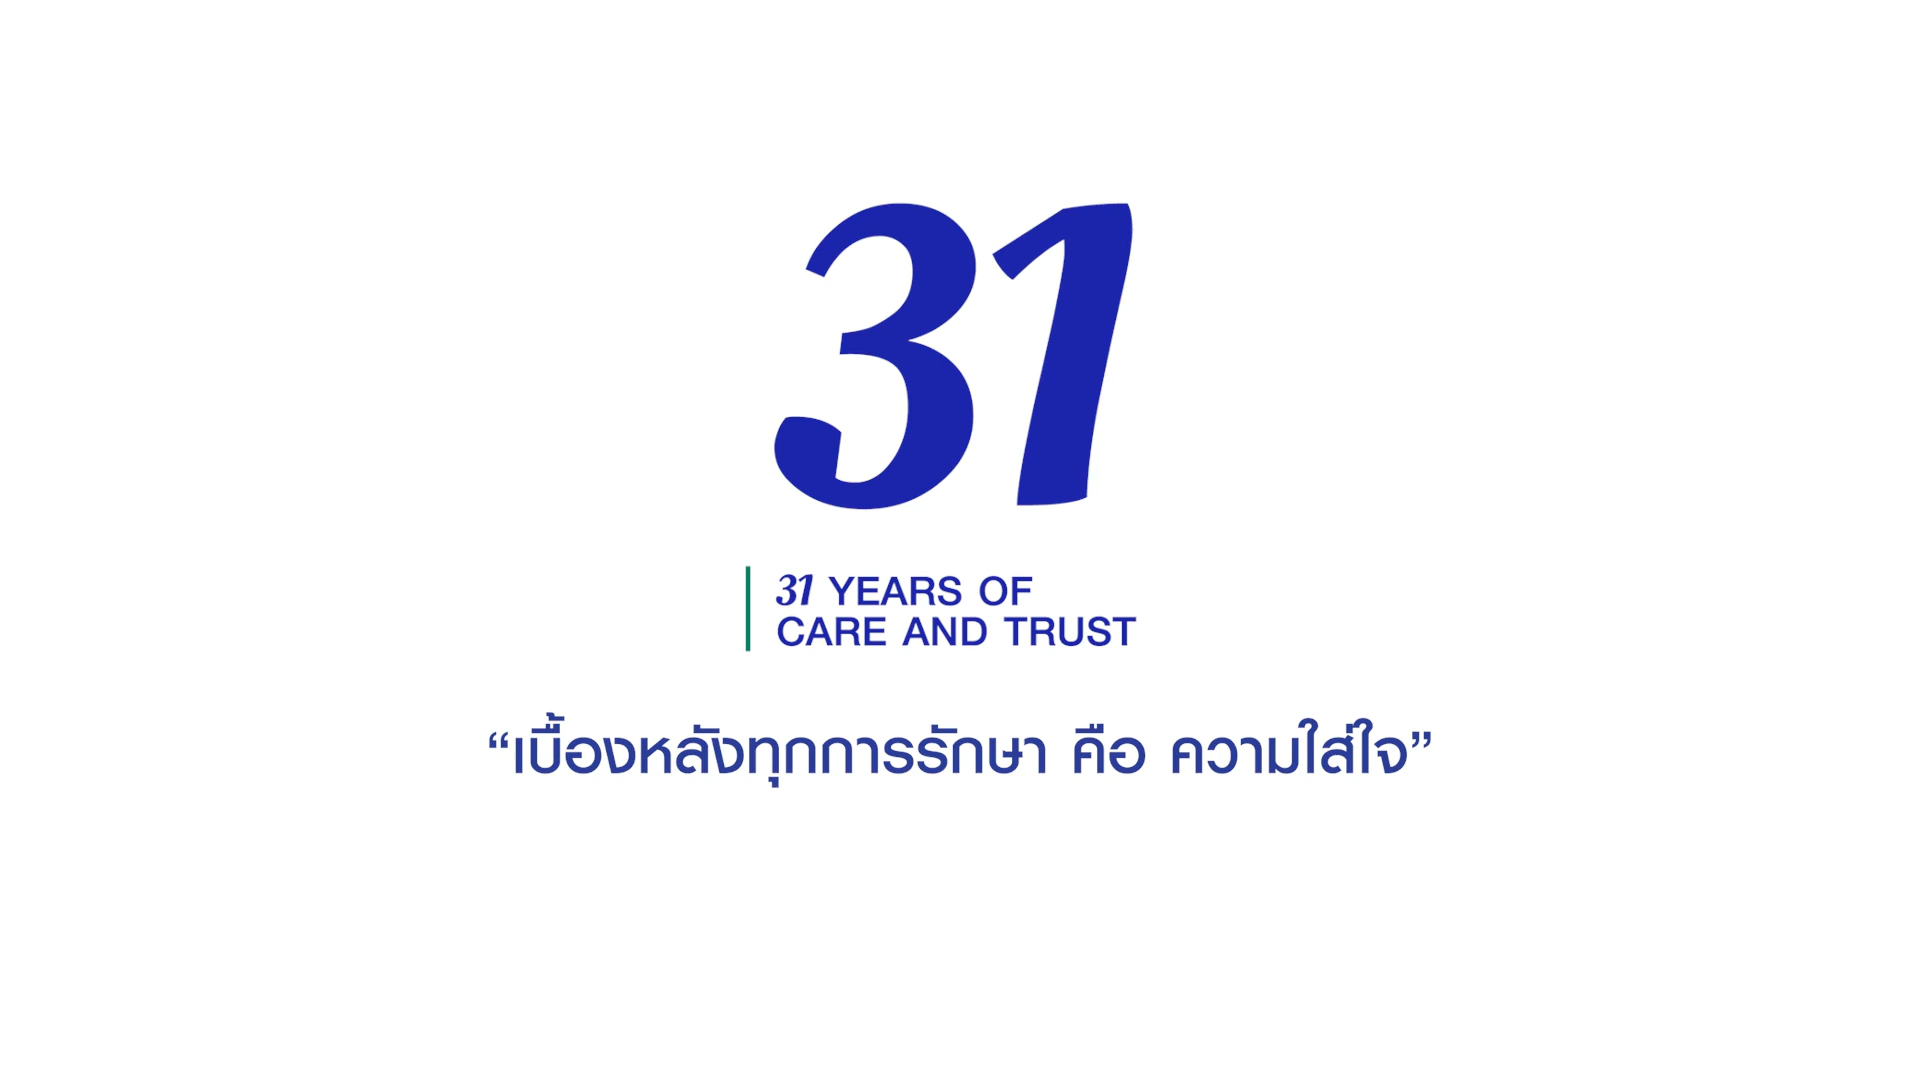 31
31 YEARS OF
CARE AND TRUST
“เบื้องหลังทุกการรักษา คือ ความใส่ใจ”